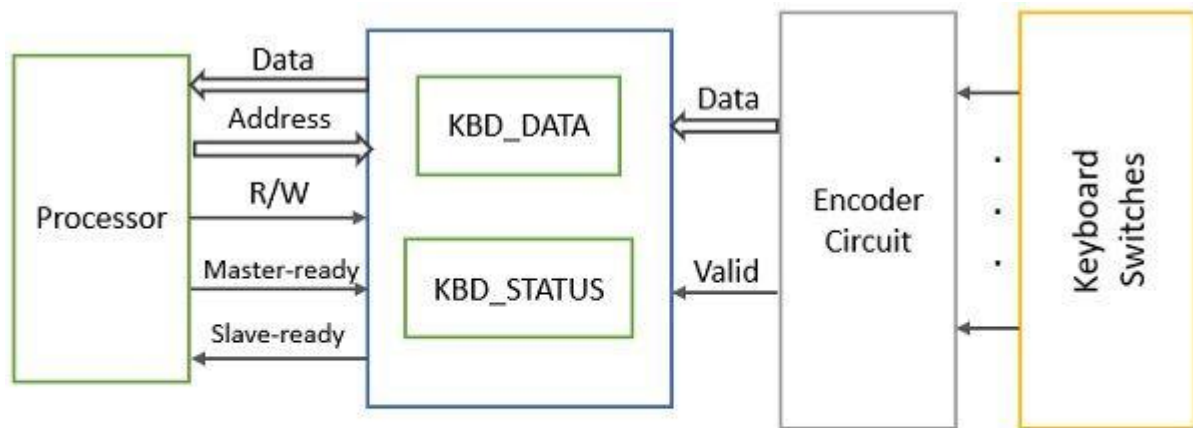 Processor
Data
Address
R/W
Master-ready
Slave-ready
KBD_DATA
KBD_STATUS
Data
Valid
Encoder
Circuit
Keyboard
Switches